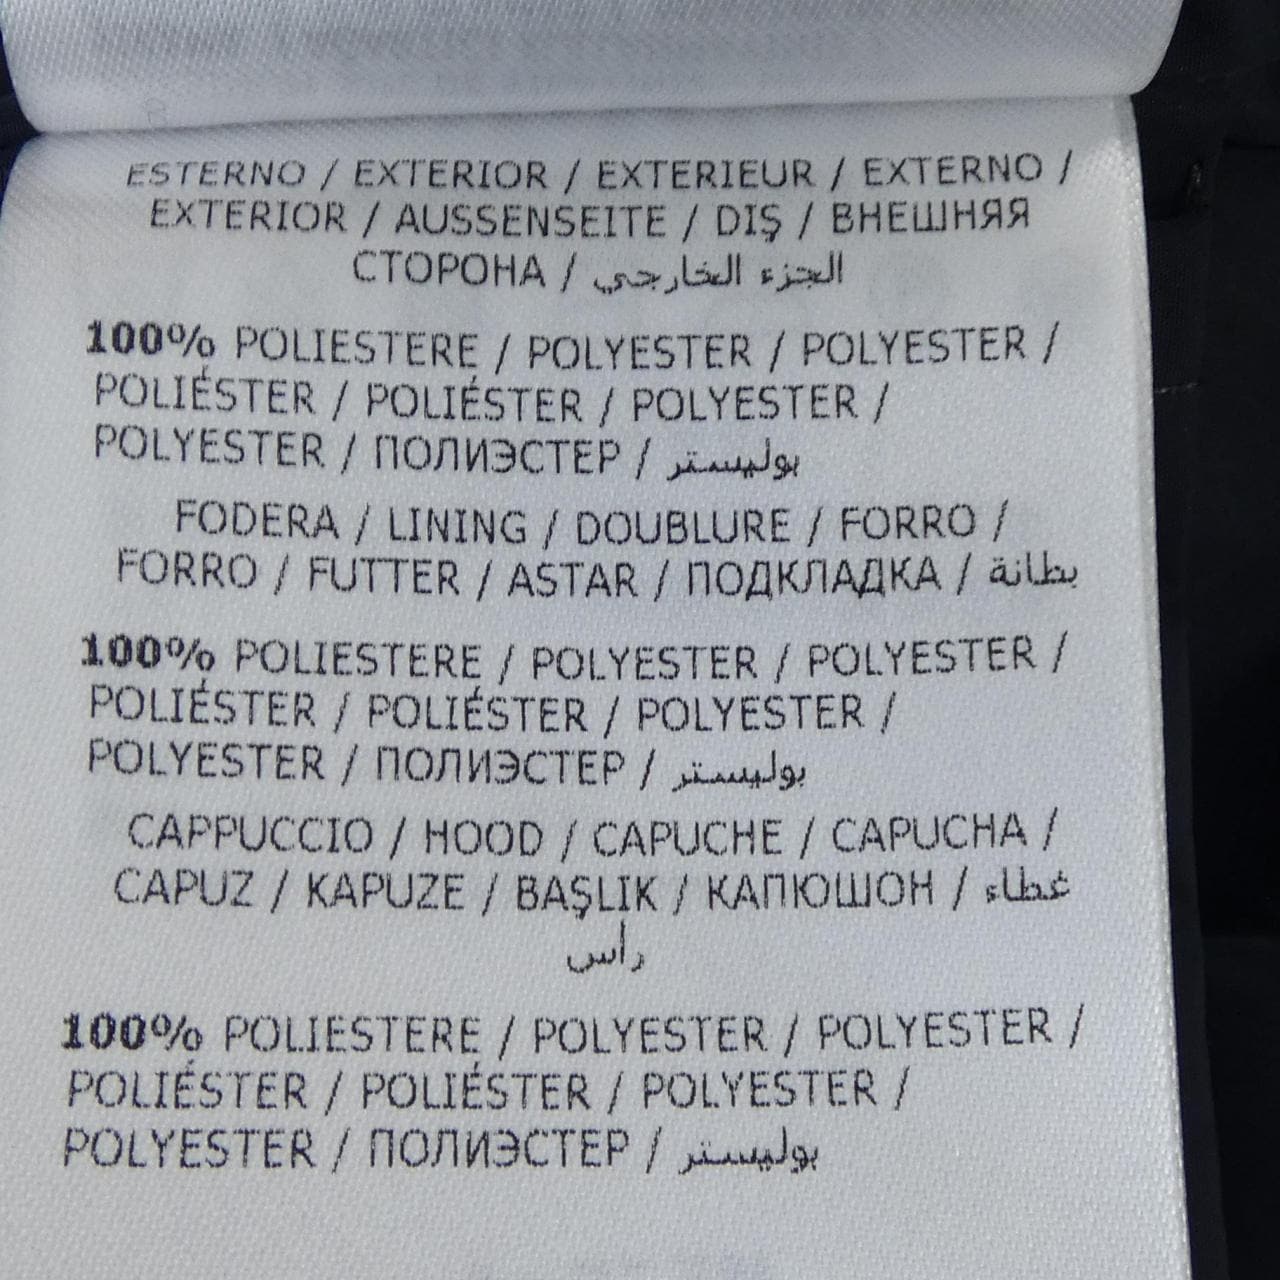 ESTERNO / EXTERIOR / EXTERIEUR / EXTERNO /
EXTERIOR / AUSSENSEITE / DIŞ / ВНЕШНЯЯ
СТОРОНА / الجزء الخارجي
100% POLIESTERE / POLYESTER / POLYESTER /
POLIÉSTER / POLIÉSTER / POLYESTER /
POLYESTER / ПОЛИЭСТЕР / بوليستر
FODERA / LINING / DOUBLURE / FORRO /
FORRO / FUTTER / ASTAR / ПОДКЛАДКА / بطانة
100% POLIESTERE / POLYESTER / POLYESTER /
POLIÉSTER / POLIÉSTER / POLYESTER /
POLYESTER / ПОЛИЭСТЕР / بوليستر
CAPPUCCIO / HOOD / CAPUCHE / CAPUCHA /
CAPUZ / KAPUZE / BAŞLIK / КАПЮШОН / غطاء
رأس
100% POLIESTERE / POLYESTER / POLYESTER /
POLIÉSTER / POLIÉSTER / POLYESTER /
POLYESTER / ПОЛИЭСТЕР / بوليستر